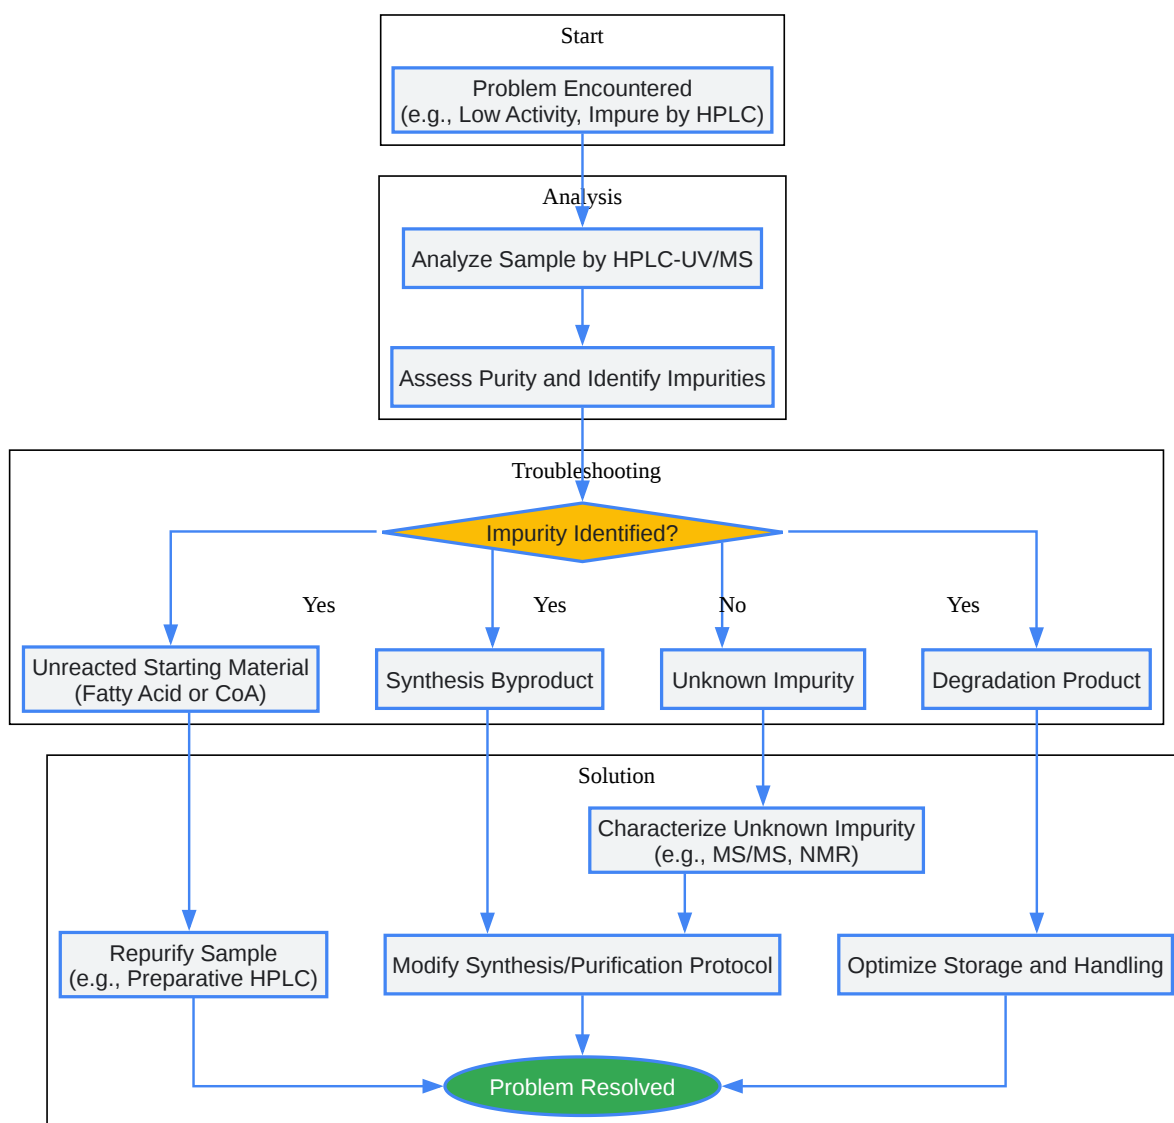 Start
Problem Encountered
(e.g., Low Activity, Impure by HPLC)
Analysis
Analyze Sample by HPLC-UV/MS
Assess Purity and Identify Impurities
Troubleshooting
Impurity Identified?
Yes
Yes
No
Yes
Unreacted Starting Material
(Fatty Acid or CoA)
Synthesis Byproduct
Unknown Impurity
Degradation Product
Solution
Characterize Unknown Impurity
(e.g., MS/MS, NMR)
Repurify Sample
(e.g., Preparative HPLC)
Modify Synthesis/Purification Protocol
Optimize Storage and Handling
Problem Resolved